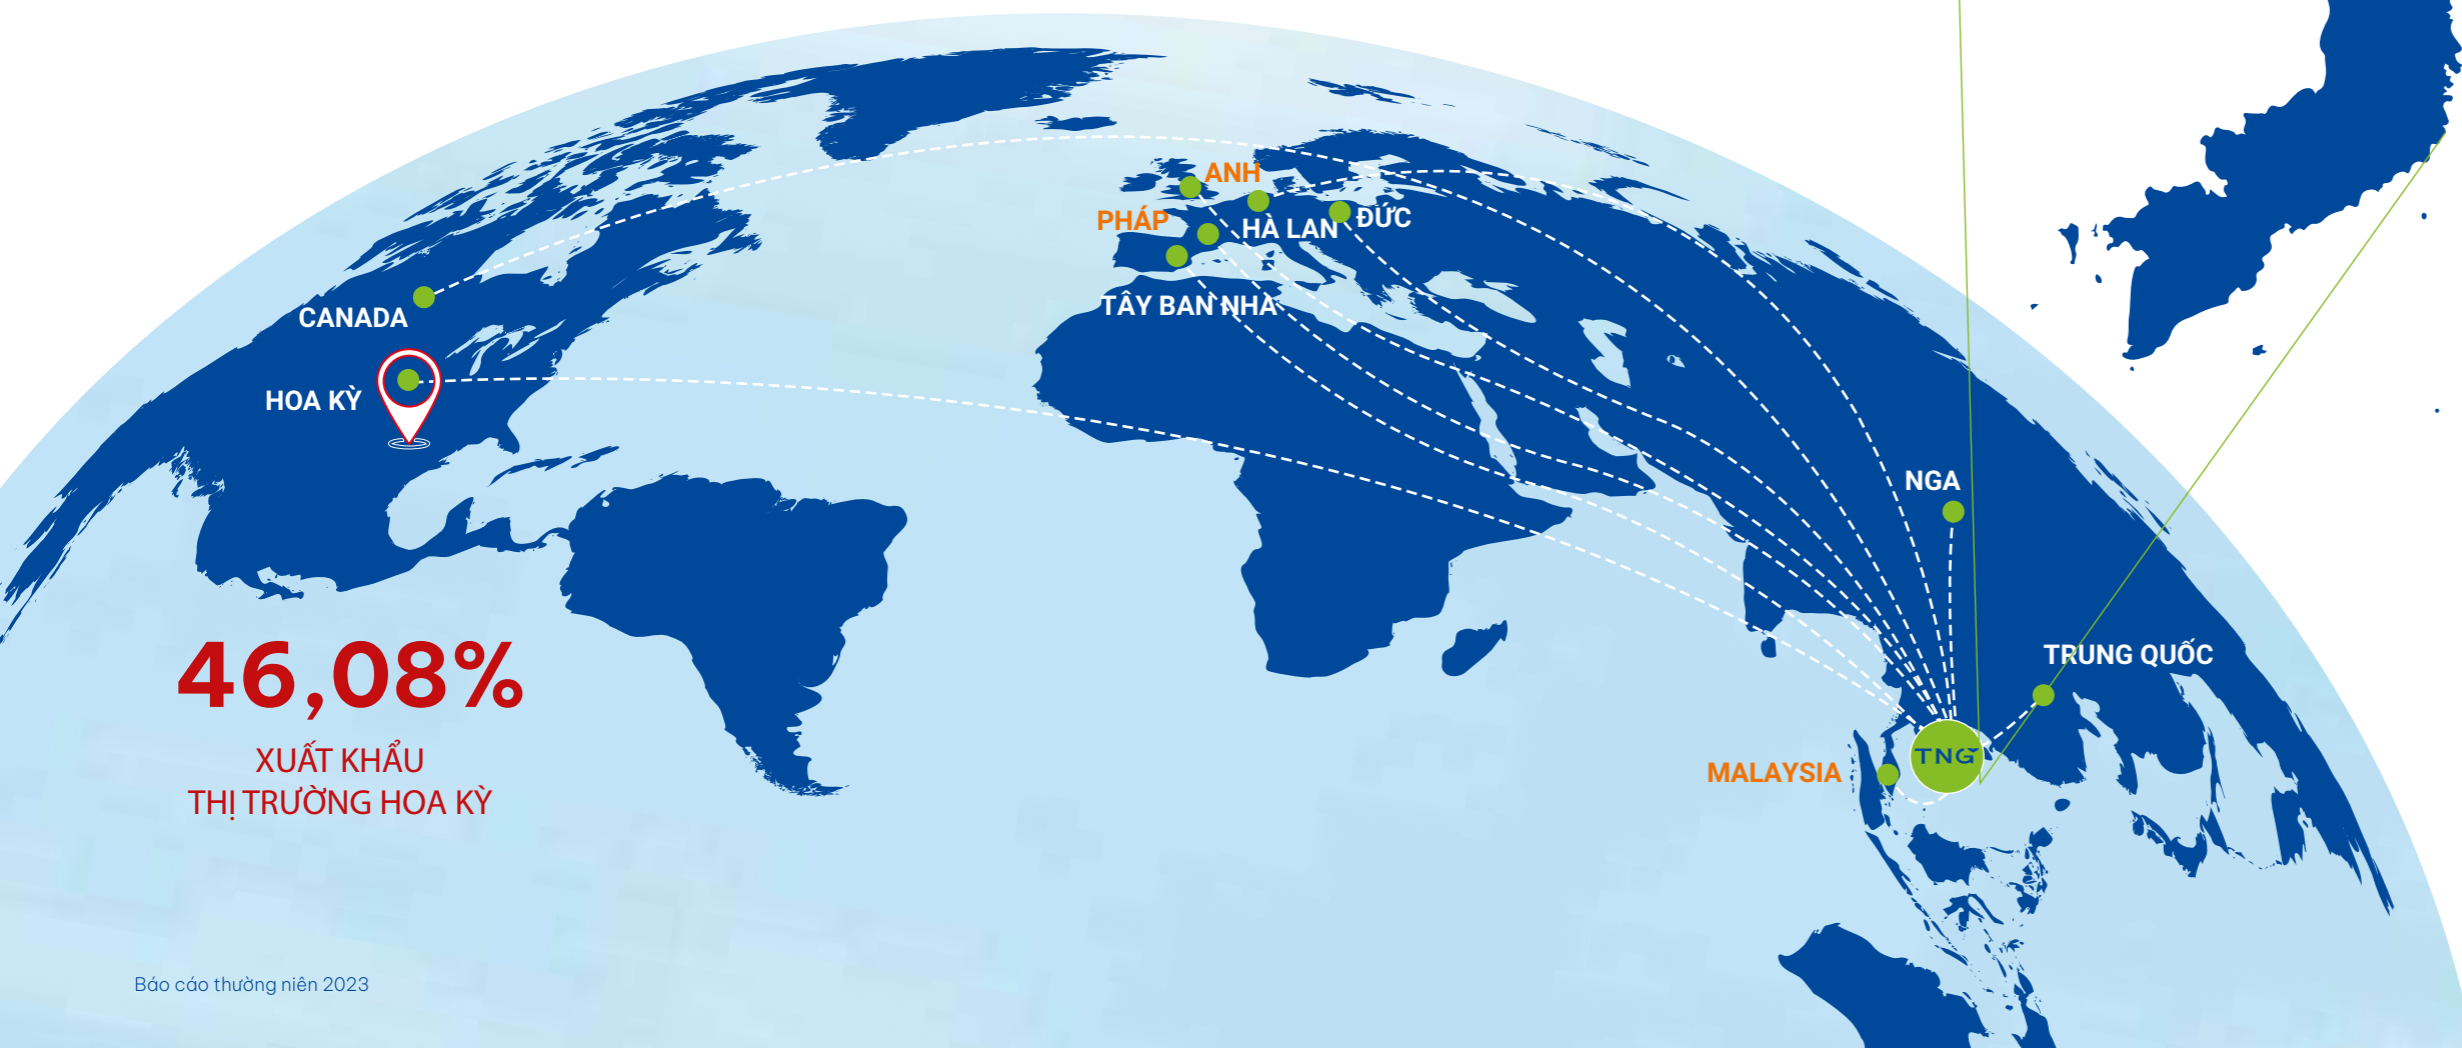 ANH
PHÁP
HÀ LAN
ĐỨC
TÂY BAN NHA
CANADA
HOA KỲ
NGA
TRUNG QUỐC
TNG
MALAYSIA
46,08%
XUẤT KHẨU
THỊ TRƯỜNG HOA KỲ
Báo cáo thường niên 2023